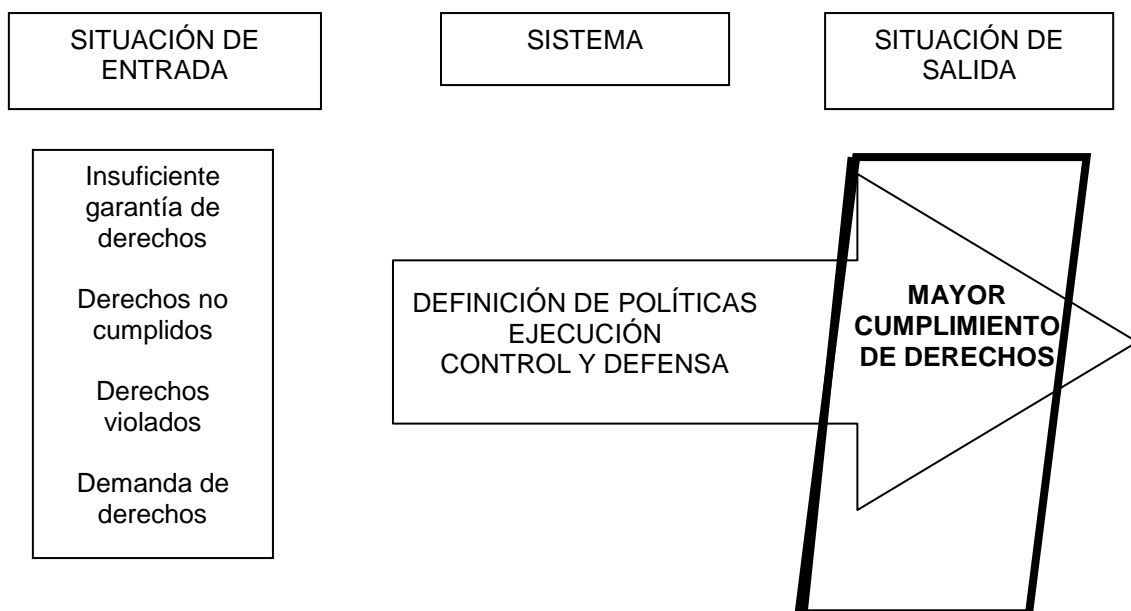 SITUACIÓN DE
ENTRADA
SISTEMA
SITUACIÓN DE
SALIDA
Insuficiente
garantía de
derechos
Derechos no
cumplidos
Derechos
violados
Demanda de
derechos
DEFINICIÓN DE POLÍTICAS
EJECUCIÓN
CONTROL Y DEFENSA
MAYOR
CUMPLIMIENTO
DE DERECHOS